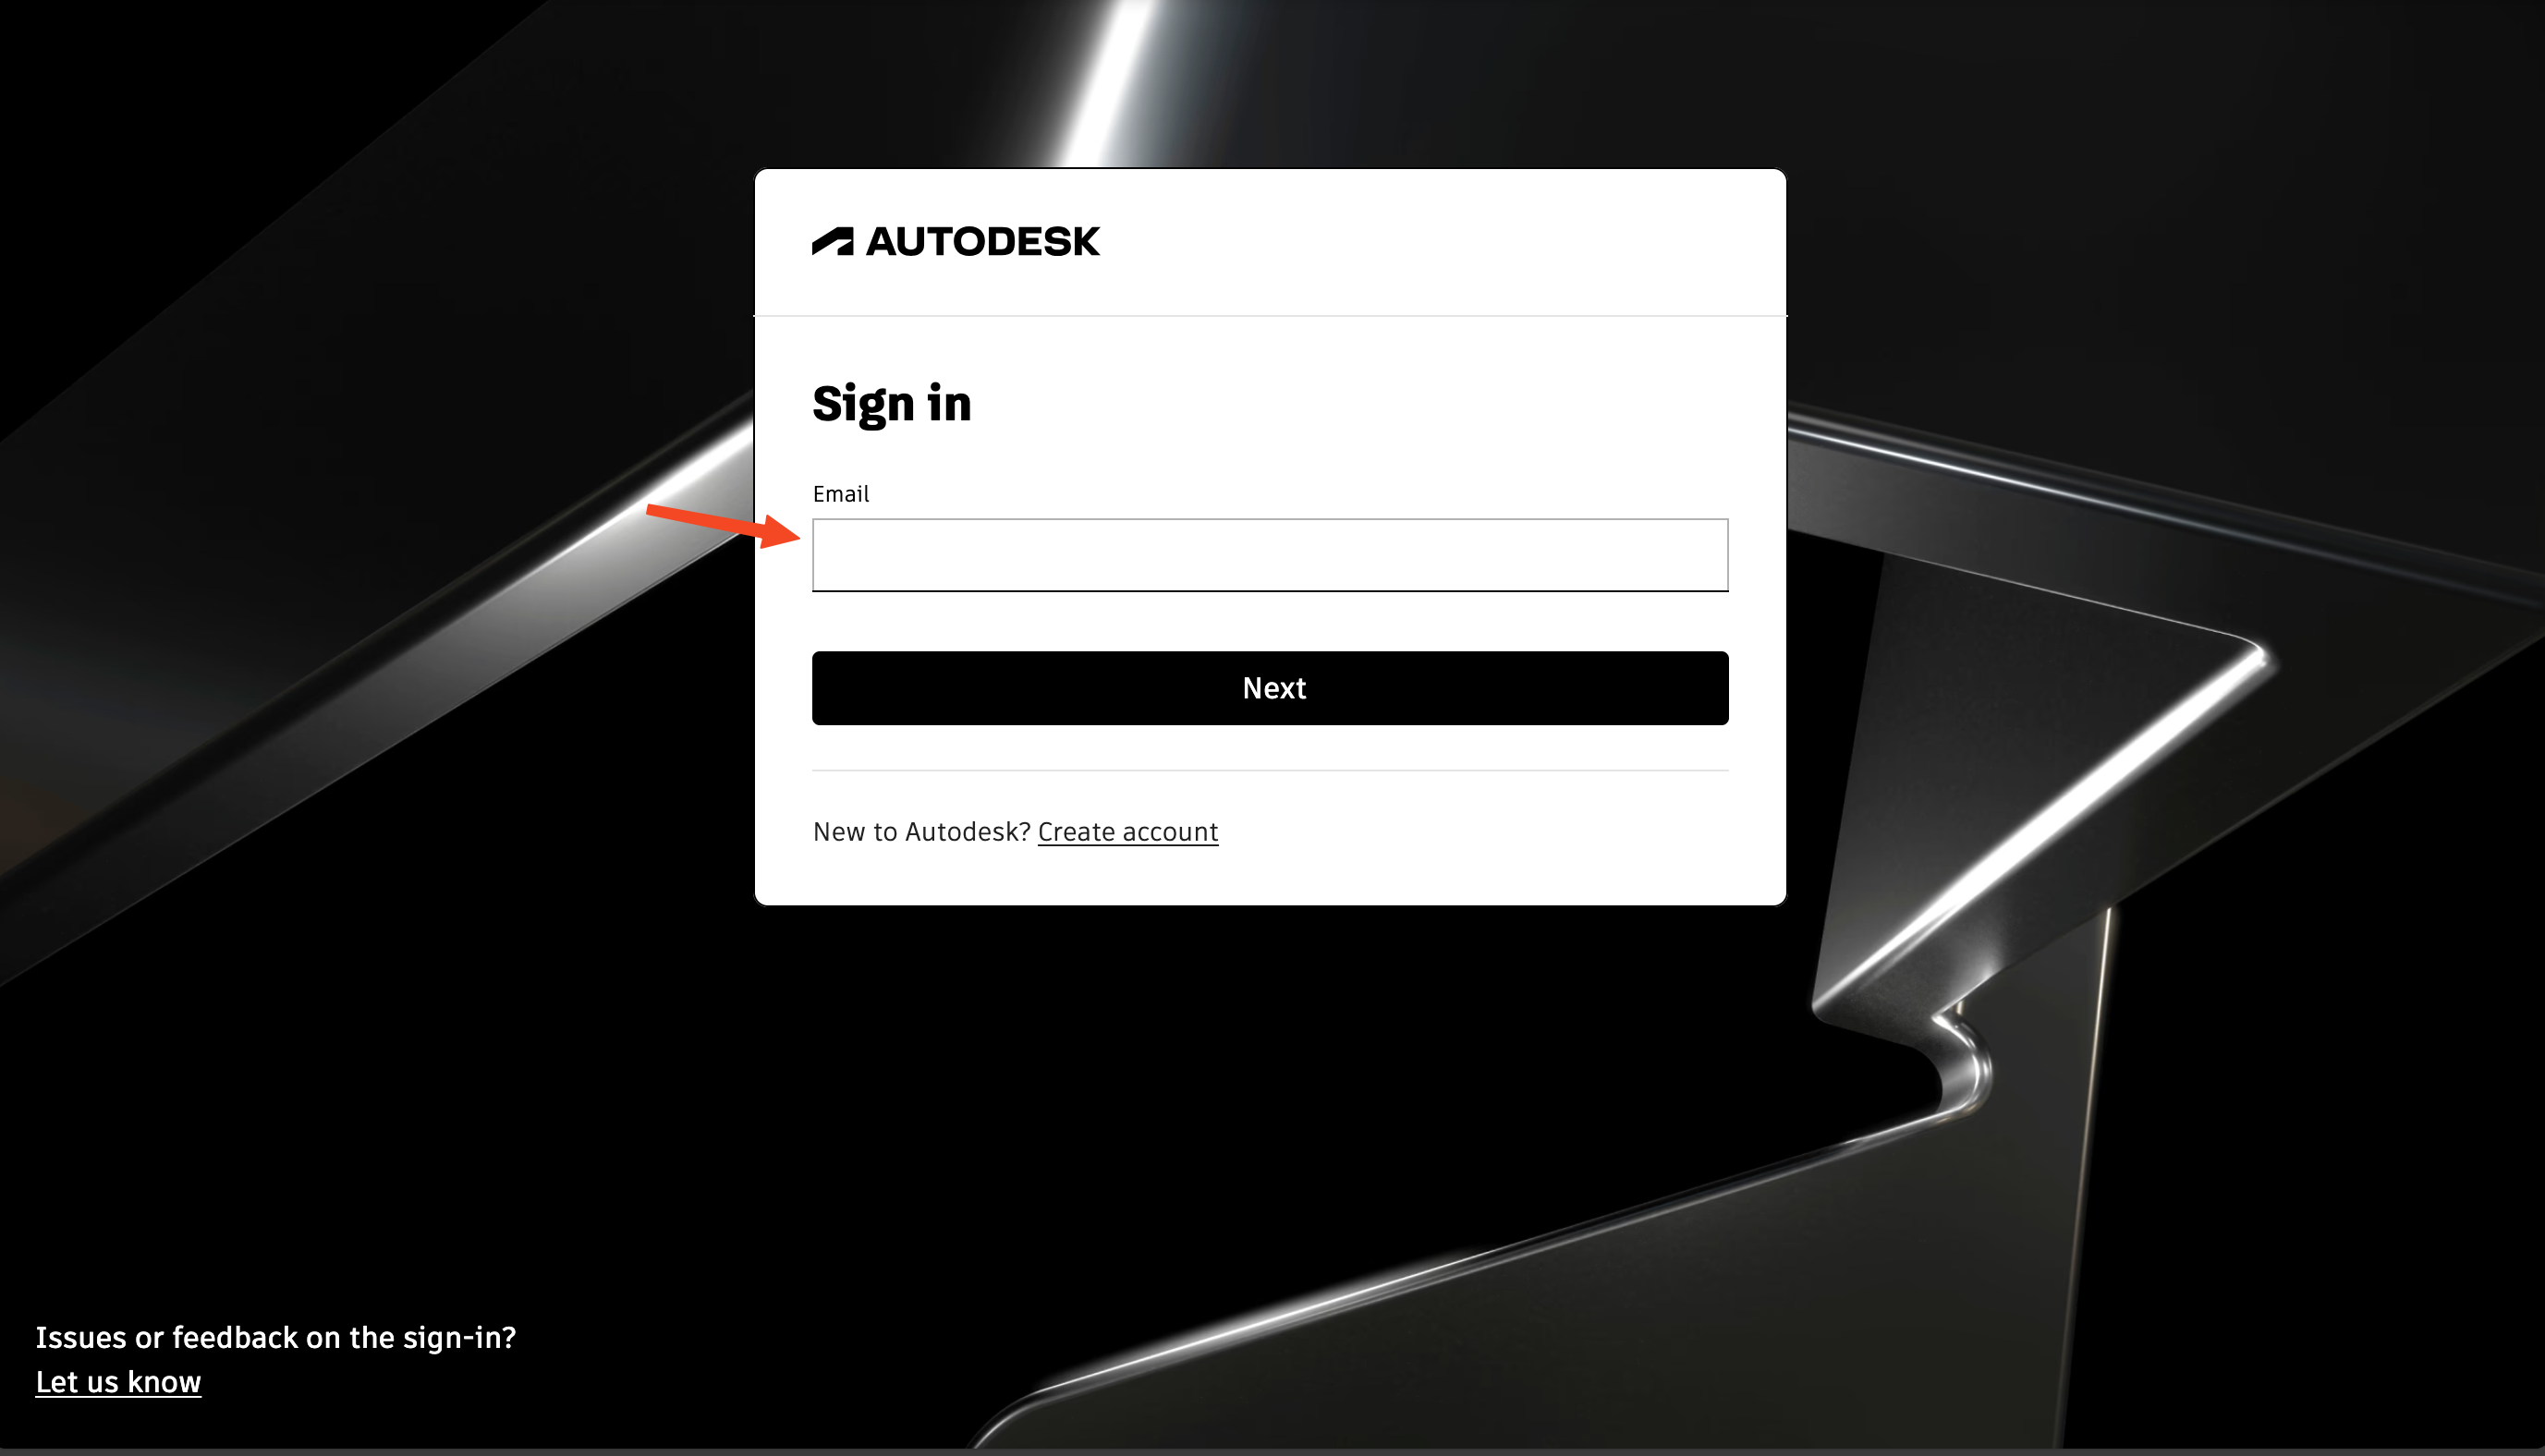 AUTODESK
Sign in
Email
Next
New to Autodesk? Create account
Issues or feedback on the sign-in?
Let us know